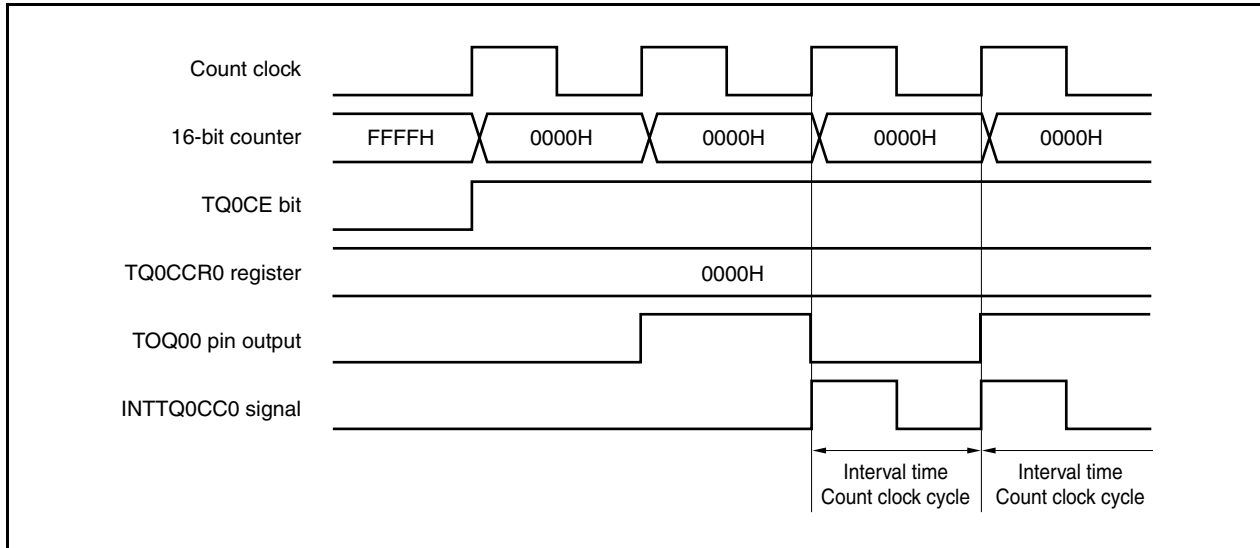 Count clock
16-bit counter FFFFH 0000H 0000H 0000H 0000H
TQ0CE bit
TQ0CCR0 register 0000H
TOQ00 pin output
INTTQ0CC0 signal
Interval time Interval time
Count clock cycle Count clock cycle